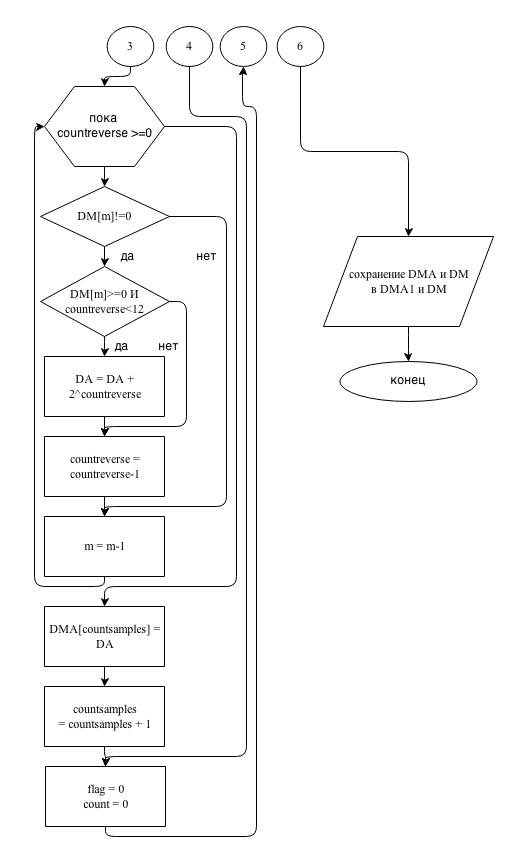 3
4
5
6
пока
countreverse >=0
DM[m]!=0
да
нет
DM[m]>=0 И
countreverse<12
да
нет
DA = DA +
2^countreverse
countreverse =
countreverse-1
m = m-1
DMA[countsamples] =
DA
countsamples
= countsamples + 1
flag = 0
count = 0
сохранение DMA и DM
в DMA1 и DM
конец